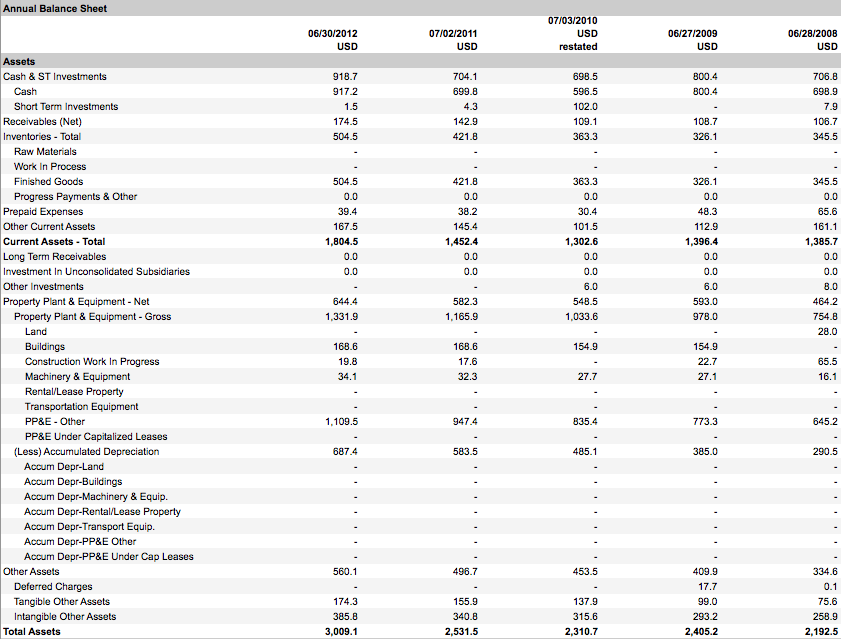 Annual Balance Sheet
07/03/2010
06/30/2012 07/02/2011 USD 06/27/2009 06/28/2008
USD USD restated USD USD
Assets
Cash & ST Investments 918.7 704.1 698.5 800.4 706.8
Cash 917.2 699.8 596.5 800.4 698.9
Short Term Investments 1.5 4.3 102.0 - 7.9
Receivables (Net) 174.5 142.9 109.1 108.7 106.7
Inventories - Total 504.5 421.8 363.3 326.1 345.5
Raw Materials - - - - -
Work In Process - - - - -
Finished Goods 504.5 421.8 363.3 326.1 345.5
Progress Payments & Other 0.0 0.0 0.0 0.0 0.0
Prepaid Expenses 39.4 38.2 30.4 48.3 65.6
Other Current Assets 167.5 145.4 101.5 112.9 161.1
Current Assets - Total 1,804.5 1,452.4 1,302.6 1,396.4 1,385.7
Long Term Receivables 0.0 0.0 0.0 0.0 0.0
Investment In Unconsolidated Subsidiaries 0.0 0.0 0.0 0.0 0.0
Other Investments - - 6.0 6.0 8.0
Property Plant & Equipment - Net 644.4 582.3 548.5 593.0 464.2
Property Plant & Equipment - Gross 1,331.9 1,165.9 1,033.6 978.0 754.8
Land - - - - 28.0
Buildings 168.6 168.6 154.9 154.9 -
Construction Work In Progress 19.8 17.6 - 22.7 65.5
Machinery & Equipment 34.1 32.3 27.7 27.1 16.1
Rental/Lease Property - - - - -
Transportation Equipment - - - - -
PP&E - Other 1,109.5 947.4 835.4 773.3 645.2
PP&E Under Capitalized Leases - - - - -
(Less) Accumulated Depreciation 687.4 583.5 485.1 385.0 290.5
Accum Depr-Land - - - - -
Accum Depr-Buildings - - - - -
Accum Depr-Machinery & Equip. - - - - -
Accum Depr-Rental/Lease Property - - - - -
Accum Depr-Transport Equip. - - - - -
Accum Depr-PP&E Other - - - - -
Accum Depr-PP&E Under Cap Leases - - - - -
Other Assets 560.1 496.7 453.5 409.9 334.6
Deferred Charges - - - 17.7 0.1
Tangible Other Assets 174.3 155.9 137.9 99.0 75.6
Intangible Other Assets 385.8 340.8 315.6 293.2 258.9
Total Assets 3,009.1 2,531.5 2,310.7 2,405.2 2,192.5